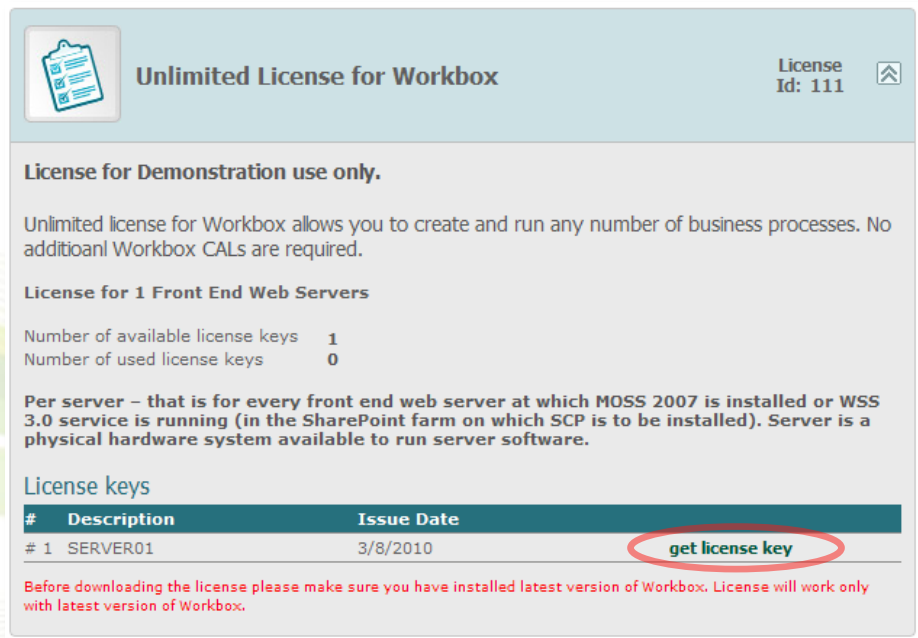 Unlimited License for Workbox
License
Id: 111
License for Demonstration use only.
Unlimited license for Workbox allows you to create and run any number of business processes. No
additioanl Workbox CALs are required.
License for 1 Front End Web Servers
Number of available license keys 1
Number of used license keys 0
Per server – that is for every front end web server at which MOSS 2007 is installed or WSS
3.0 service is running (in the SharePoint farm on which SCP is to be installed). Server is a
physical hardware system available to run server software.
License keys
# Description Issue Date
# 1 SERVER01 3/8/2010 get license key
Before downloading the license please make sure you have installed latest version of Workbox. License will work only
with latest version of Workbox.